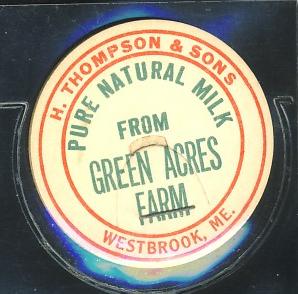 H. THOMPSON & SONS
PURE NATURAL MILK
FROM
GREEN ACRES
FARM
WESTBROOK, ME.